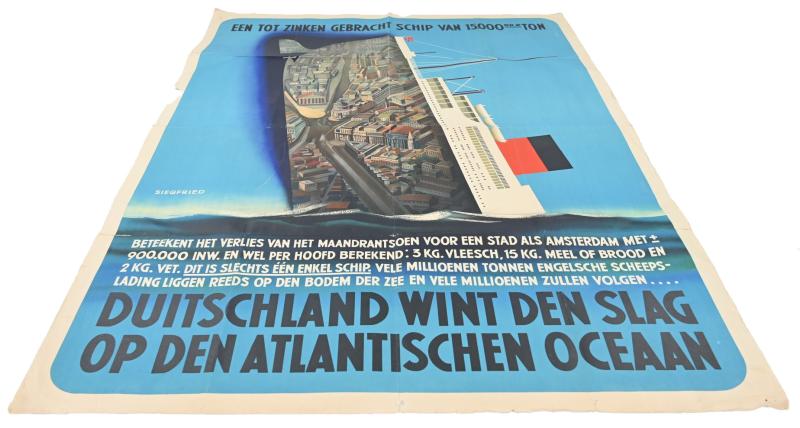 EEN TOT ZINKEN GEBRACHT SCHIP VAN 15000 BR.R TON
SIEGFRIED
BETEEKENT HET VERLIES VAN HET MAANDRANTSOEN VOOR EEN STAD ALS AMSTERDAM MET ±
900.000 INW. EN WEL PER HOOFD BEREKEND: 3 KG. VLEESCH, 15 KG. MEEL OF BROOD EN
2 KG. VET. DIT IS SLECHTS ÉÉN ENKEL SCHIP. VELE MILLIOENEN TONNEN ENGELSCHE SCHEEPS-
LADING LIGGEN REEDS OP DEN BODEM DER ZEE EN VELE MILLIOENEN ZULLEN VOLGEN ....
DUITSCHLAND WINT DEN SLAG
OP DEN ATLANTISCHEN OCEAAN